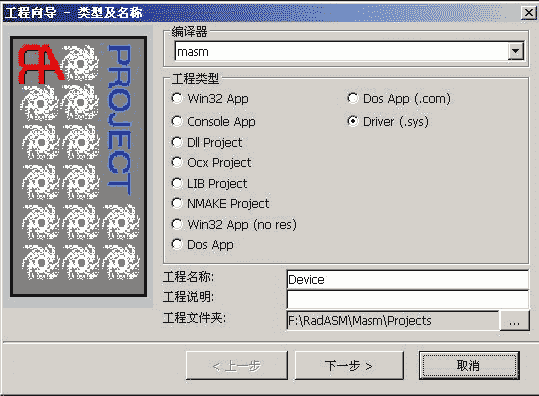 工程向导 - 类型及名称
RA
PROJECT
编译器
masm
工程类型
Win32 App
Dos App (.com)
Console App
Driver (.sys)
Dll Project
Ocx Project
LIB Project
NMAKE Project
Win32 App (no res)
Dos App
工程名称:
Device
工程说明:
工程文件夹:
F:\RadASM\Masm\Projects
...
< 上一步
下一步 >
取消